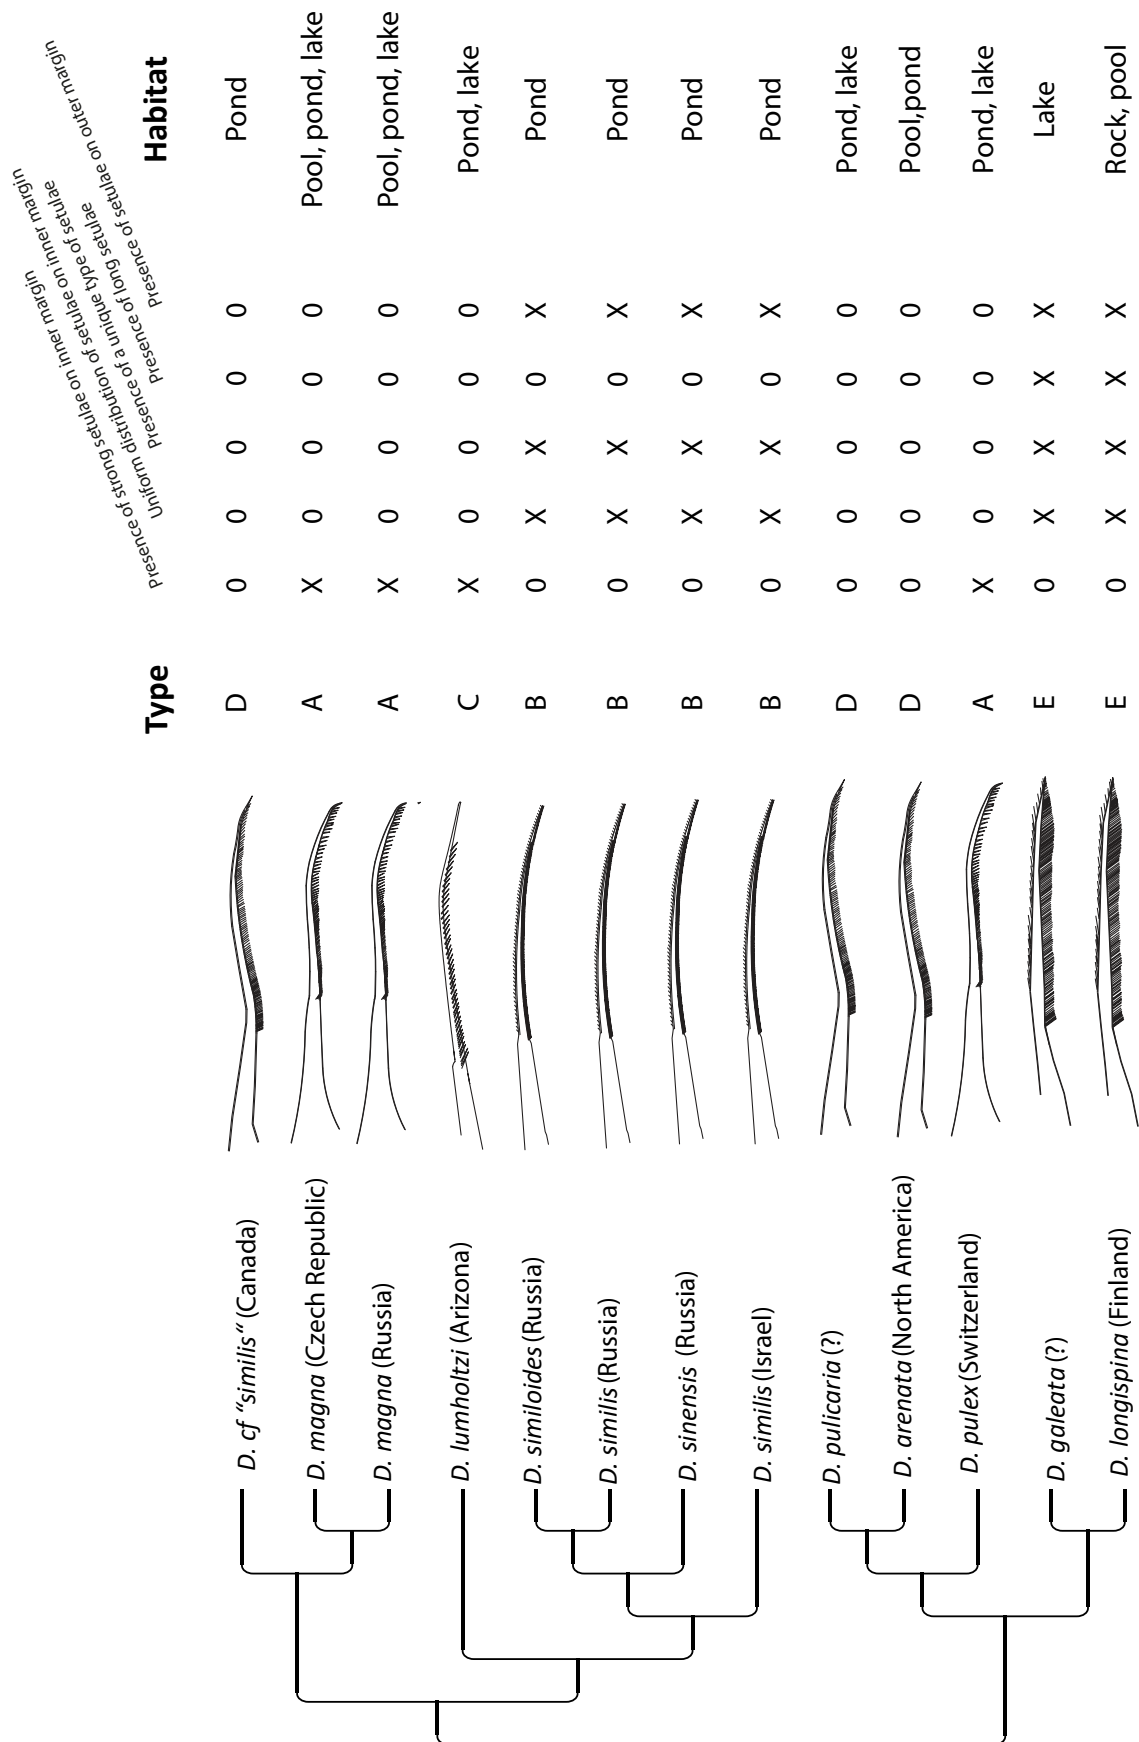 Type
Presence of strong setulae on inner margin
Uniform distribution of setulae on inner margin
Presence of a unique type of setulae
Presence of long setulae
Presence of setulae on outer margin
Habitat
D. cf “similis“ (Canada) D 0 0 0 0 0 Pond
D. magna (Czech Republic) A X 0 0 0 0 Pool, pond, lake
D. magna (Russia) A X 0 0 0 0 Pool, pond, lake
D. lumholtzi (Arizona) C X 0 0 0 0 Pond, lake
D. similoides (Russia) B 0 X X 0 X Pond
D. similis (Russia) B 0 X X 0 X Pond
D. sinensis (Russia) B 0 X X 0 X Pond
D. similis (Israel) B 0 X X 0 X Pond
D. pulicaria (?) D 0 0 0 0 0 Pond, lake
D. arenata (North America) D 0 0 0 0 0 Pool,pond
D. pulex (Switzerland) A X 0 0 0 0 Pond, lake
D. galeata (?) E 0 X X X X Lake
D. longispina (Finland) E 0 X X X X Rock, pool